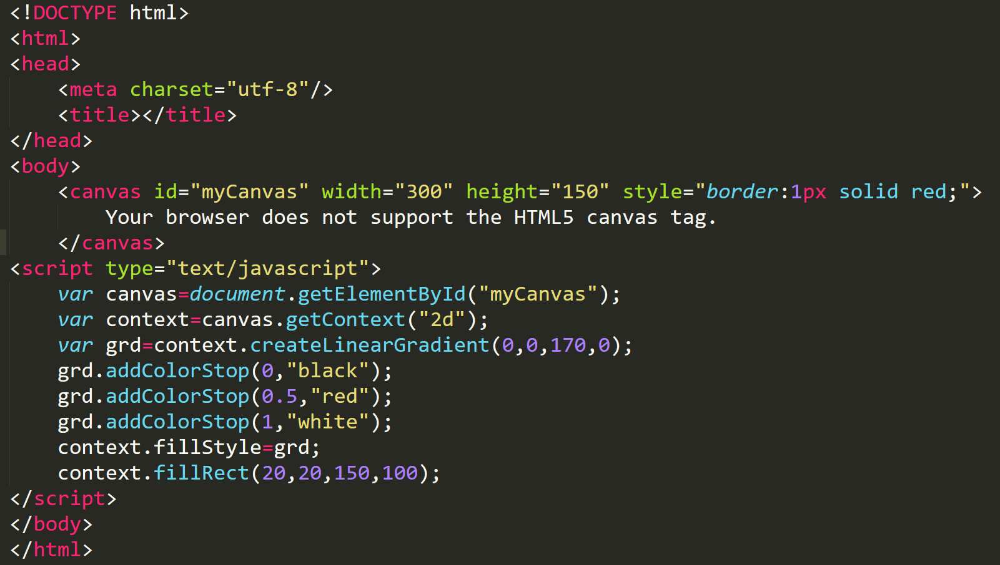 <!DOCTYPE html>
<html>
<head>
    <meta charset="utf-8"/>
    <title></title>
</head>
<body>
    <canvas id="myCanvas" width="300" height="150" style="border:1px solid red;">
        Your browser does not support the HTML5 canvas tag.
    </canvas>
<script type="text/javascript">
    var canvas=document.getElementById("myCanvas");
    var context=canvas.getContext("2d");
    var grd=context.createLinearGradient(0,0,170,0);
    grd.addColorStop(0,"black");
    grd.addColorStop(0.5,"red");
    grd.addColorStop(1,"white");
    context.fillStyle=grd;
    context.fillRect(20,20,150,100);
</script>
</body>
</html>